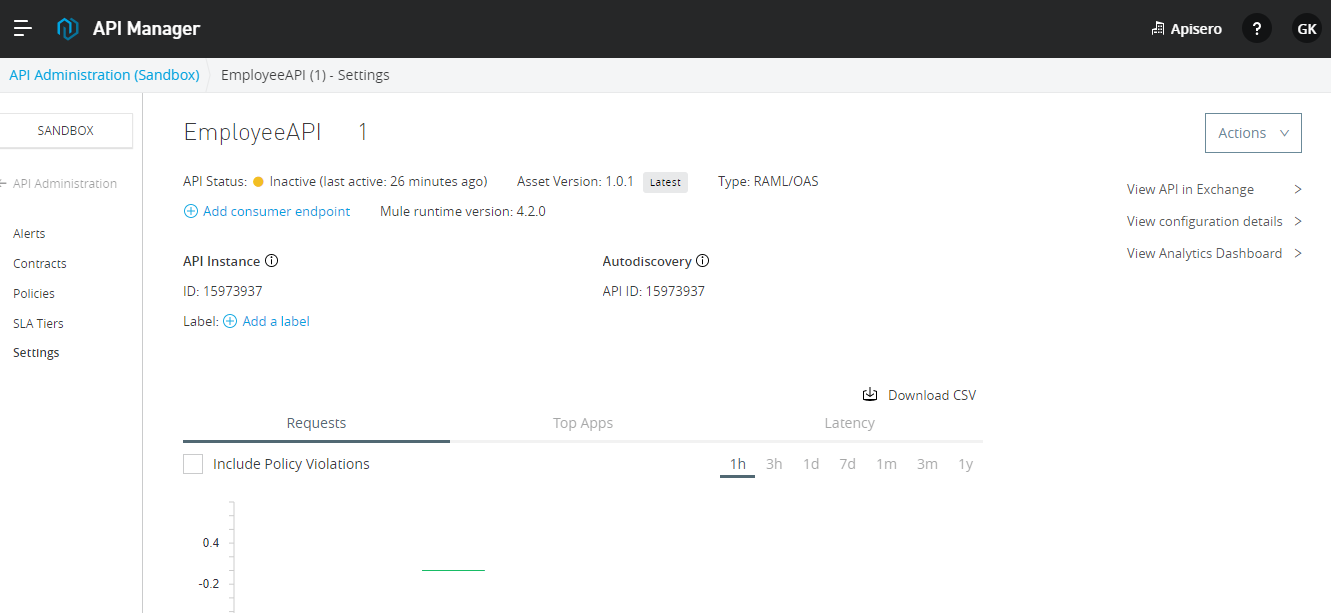 API Manager
Apisero
?
GK
API Administration (Sandbox)
EmployeeAPI (1) - Settings
SANDBOX
API Administration
Alerts
Contracts
Policies
SLA Tiers
Settings
EmployeeAPI 1
Actions
API Status: Inactive (last active: 26 minutes ago) Asset Version: 1.0.1 Latest Type: RAML/OAS
Add consumer endpoint Mule runtime version: 4.2.0
View API in Exchange >
View configuration details >
View Analytics Dashboard >
API Instance
ID: 15973937
Label: Add a label
Autodiscovery
API ID: 15973937
Download CSV
Requests Top Apps Latency
Include Policy Violations
1h 3h 1d 7d 1m 3m 1y
0.4
-0.2